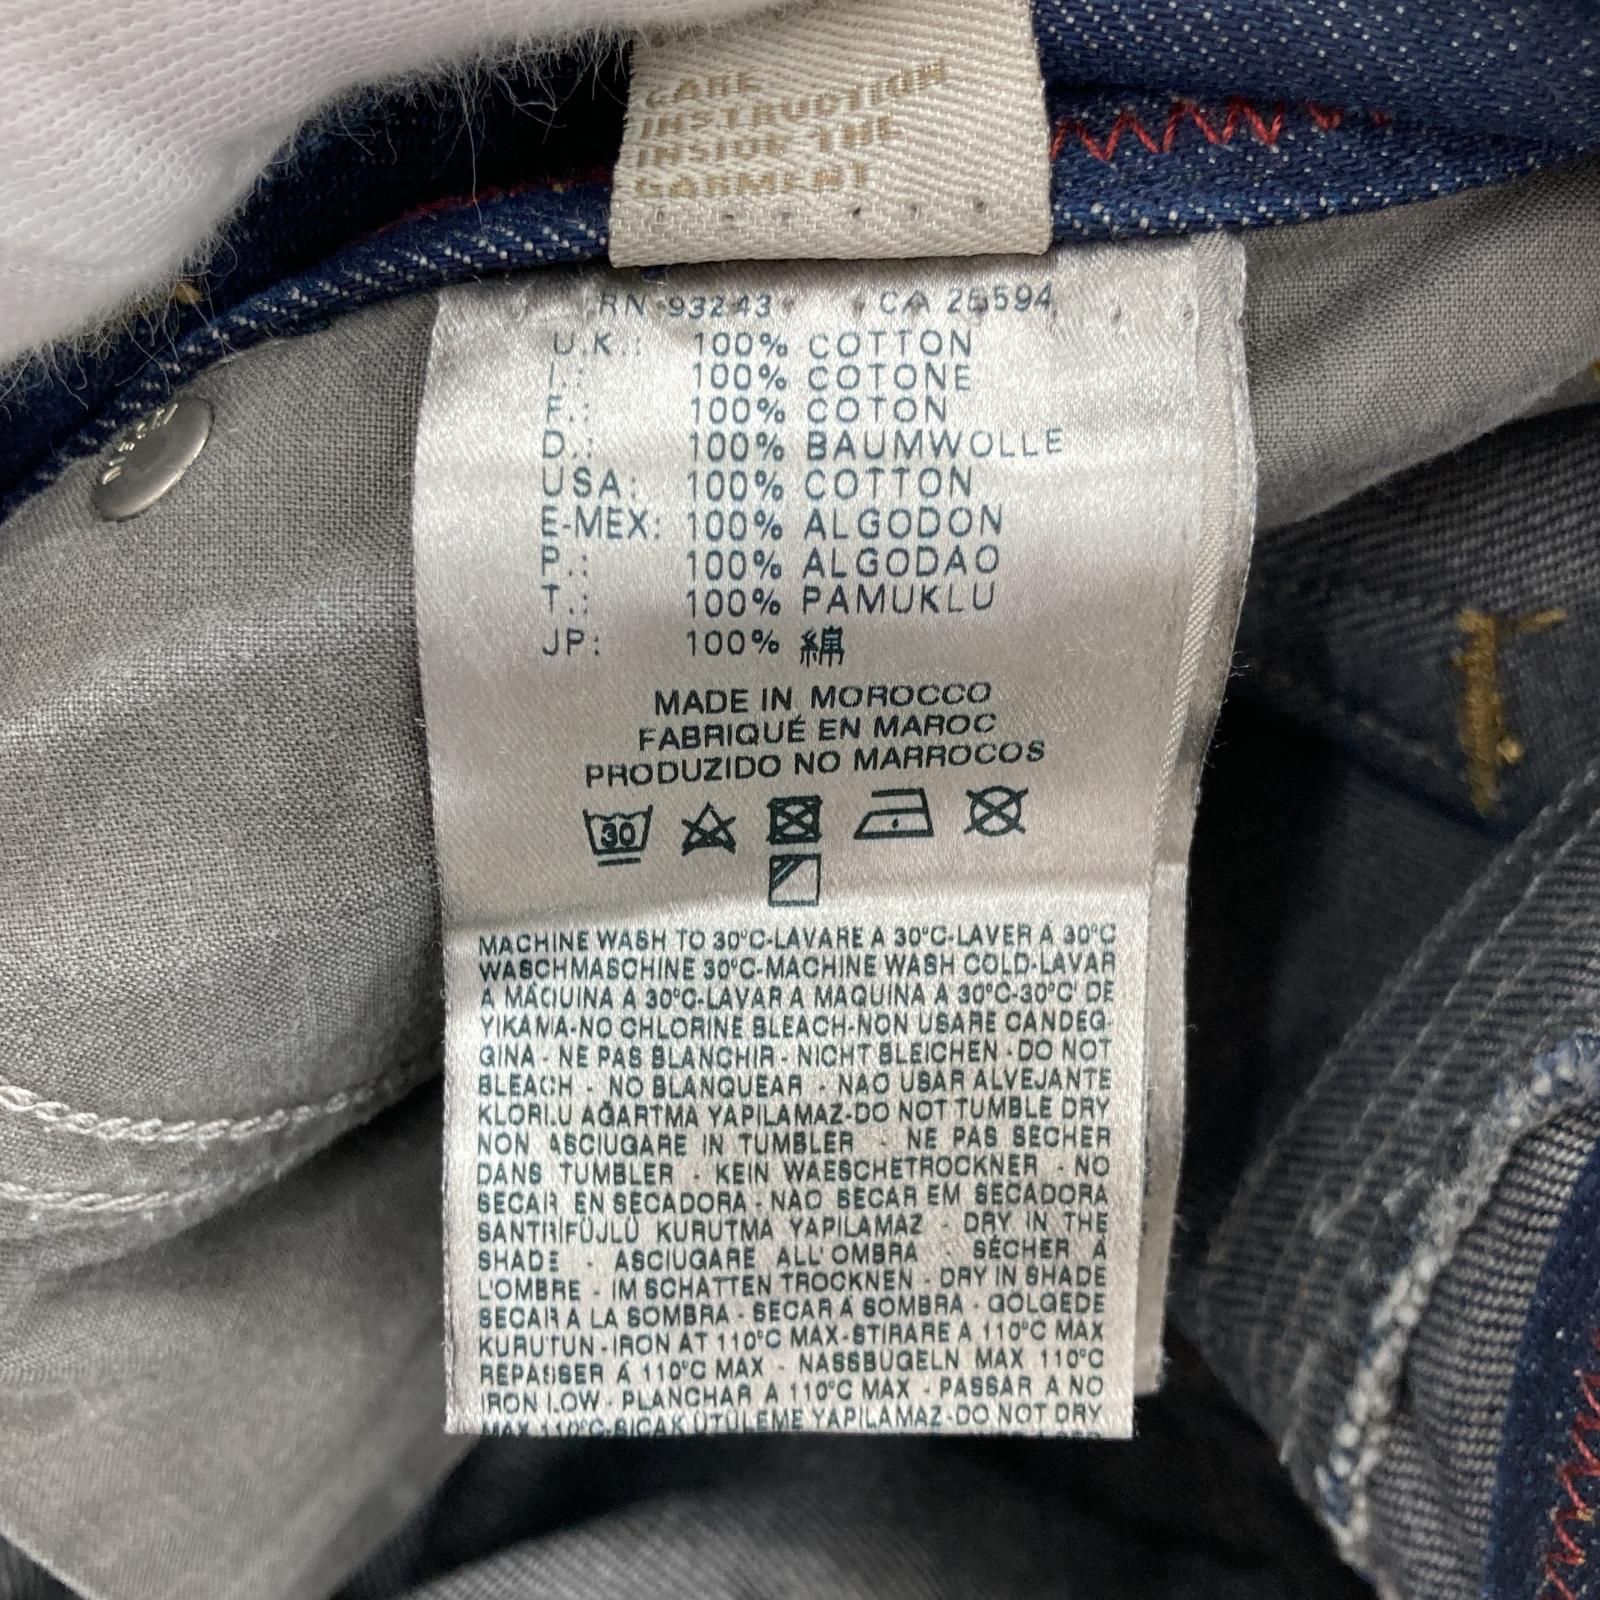 CARE
INSTRUCTION
INSIDE THE
GARMENT
RN 93243 CA 25594
U.K.: 100% COTTON
I.: 100% COTONE
F.: 100% COTON
D.: 100% BAUMWOLLE
USA: 100% COTTON
E-MEX: 100% ALGODON
P.: 100% ALGODAO
T.: 100% PAMUKLU
JP: 100% 綿
MADE IN MOROCCO
FABRIQUÉ EN MAROC
PRODUZIDO NO MARROCOS
30
MACHINE WASH TO 30°C-LAVARE A 30°C-LAVER Á 30°C
WASCHMASCHINE 30°C-MACHINE WASH COLD-LAVAR
A MÁQUINA A 30°C-LAVAR A MAQUINA A 30°C-30°C' DE
YIKAMA-NO CHLORINE BLEACH-NON USARE CANDEG-
GINA - NE PAS BLANCHIR - NICHT BLEICHEN - DO NOT
BLEACH - NO BLANQUEAR - NAO USAR ALVEJANTE
KLORLU AĞARTMA YAPILAMAZ-DO NOT TUMBLE DRY
NON ASCIUGARE IN TUMBLER - NE PAS SECHER
DANS TUMBLER - KEIN WAESCHETROCKNER - NO
SECAR EN SECADORA - NAO SECAR EM SECADORA
SANTRIFÜJLÜ KURUTMA YAPILAMAZ - DRY IN THE
SHADE - ASCIUGARE ALL'OMBRA - SÉCHER Á
L'OMBRE - IM SCHATTEN TROCKNEN - DRY IN SHADE
SECAR A LA SOMBRA - SECAR Á SOMBRA - GÖLGEDE
KURUTUN - IRON AT 110°C MAX-STIRARE A 110°C MAX
REPASSER Á 110°C MAX - NASSBUGELN MAX 110°C
IRON LOW - PLANCHAR A 110°C MAX - PASSAR A NO
MAX 110°C-SICAK ÜTÜLEME YAPILAMAZ-DO NOT DRY